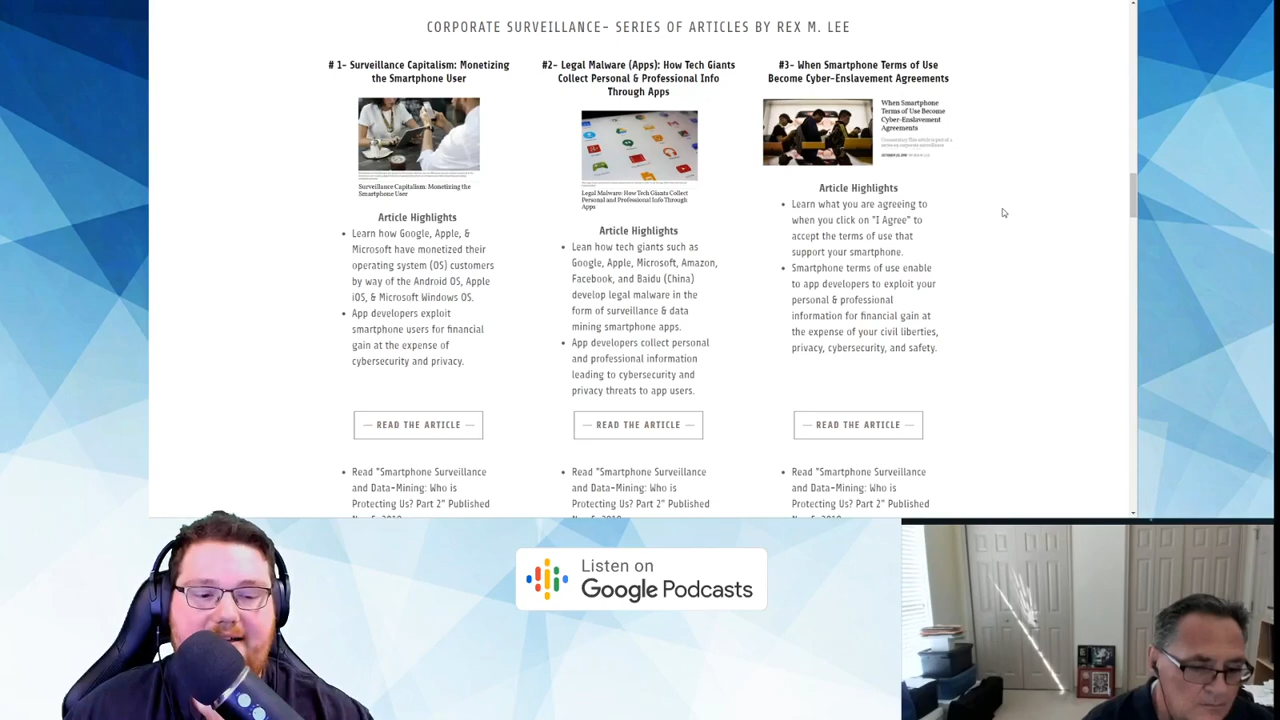 CORPORATE SURVEILLANCE- SERIES OF ARTICLES BY REX M. LEE
# 1- Surveillance Capitalism: Monetizing
the Smartphone User
Surveillance Capitalism: Monetizing the
Smartphone User
Article Highlights
• Learn how Google, Apple, &
Microsoft have monetized their
operating system (OS) customers
by way of the Android OS, Apple
iOS, & Microsoft Windows OS.
• App developers exploit
smartphone users for financial
gain at the expense of
cybersecurity and privacy.
— READ THE ARTICLE —
• Read "Smartphone Surveillance
and Data-Mining: Who is
Protecting Us? Part 2" Published
#2- Legal Malware (Apps): How Tech Giants
Collect Personal & Professional Info
Through Apps
Legal Malware: How Tech Giants Collect
Personal and Professional Info Through
Apps
Article Highlights
• Lean how tech giants such as
Google, Apple, Microsoft, Amazon,
Facebook, and Baidu (China)
develop legal malware in the
form of surveillance & data
mining smartphone apps.
• App developers collect personal
and professional information
leading to cybersecurity and
privacy threats to app users.
— READ THE ARTICLE —
• Read "Smartphone Surveillance
and Data-Mining: Who is
Protecting Us? Part 2" Published
#3- When Smartphone Terms of Use
Become Cyber-Enslavement Agreements
When Smartphone
Terms of Use Become
Cyber-Enslavement
Agreements
Article Highlights
• Learn what you are agreeing to
when you click on "I Agree" to
accept the terms of use that
support your smartphone.
• Smartphone terms of use enable
to app developers to exploit your
personal & professional
information for financial gain at
the expense of your civil liberties,
privacy, cybersecurity, and safety.
— READ THE ARTICLE —
• Read "Smartphone Surveillance
and Data-Mining: Who is
Protecting Us? Part 2" Published
Listen on
Google Podcasts